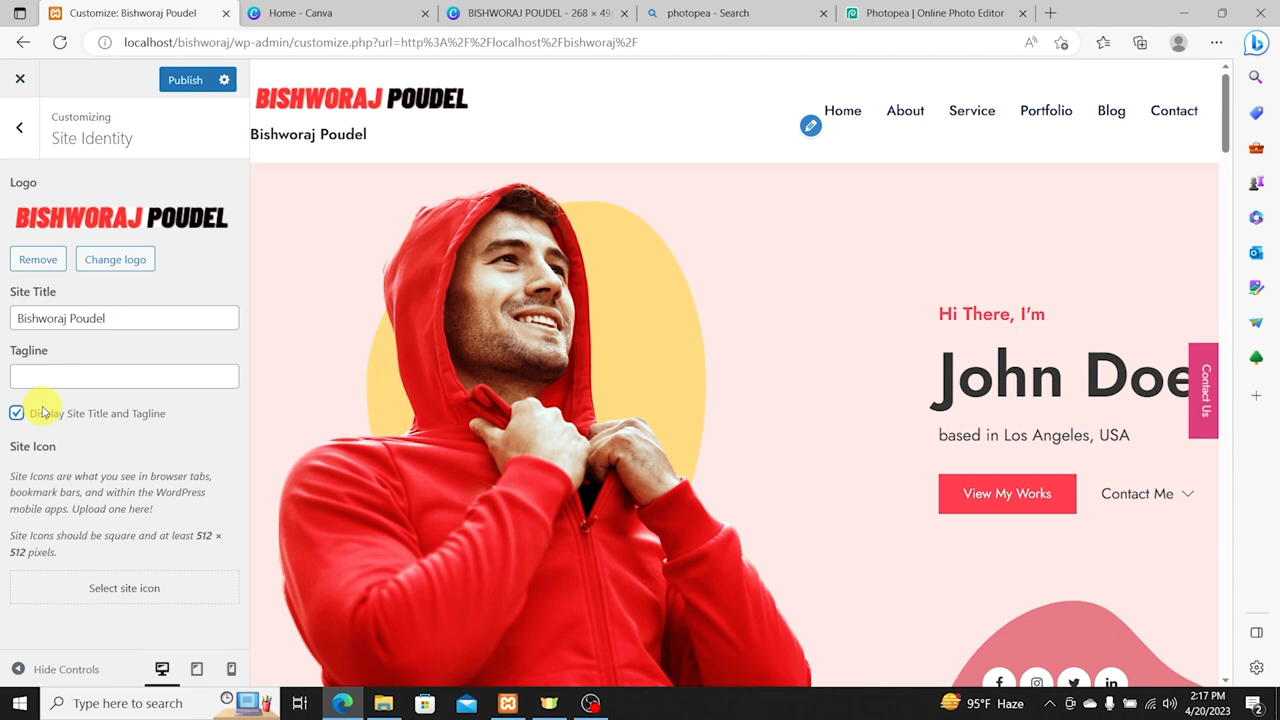 Customize: Bishworaj Poudel
Home - Canva
BISHWORAJ POUDEL - 268 × 49
photopea - Search
Photopea | Online Photo Editor
localhost/bishworaj/wp-admin/customize.php?url=http%3A%2F%2Flocalhost%2Fbishworaj%2F
Publish
Customizing
Site Identity
Logo
BISHWORAJ POUDEL
Remove
Change logo
Site Title
Bishworaj Poudel
Tagline
Display Site Title and Tagline
Site Icon
Site Icons are what you see in browser tabs,
bookmark bars, and within the WordPress
mobile apps. Upload one here!
Site Icons should be square and at least 512 ×
512 pixels.
Select site icon
Hide Controls
BISHWORAJ POUDEL
Bishworaj Poudel
Home
About
Service
Portfolio
Blog
Contact
Hi There, I'm
John Doe
based in Los Angeles, USA
View My Works
Contact Me
Contact Us
Type here to search
95°F Haze
2:17 PM
4/20/2023
2